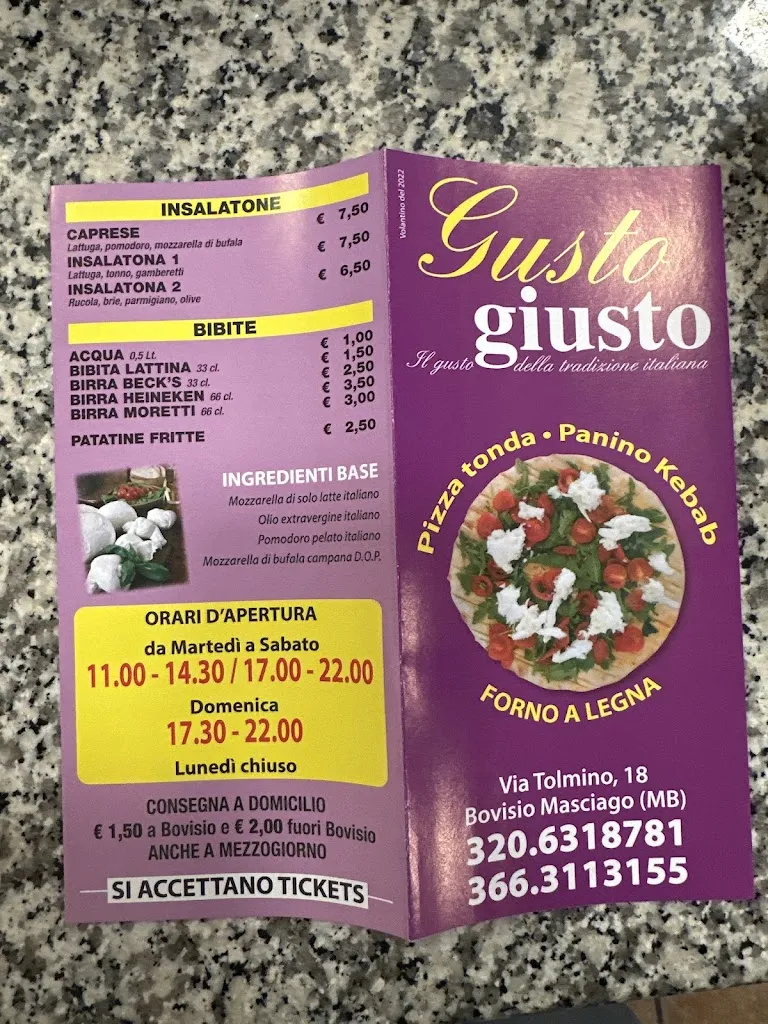 INSALATONE
CAPRESE € 7,50
Lattuga, pomodoro, mozzarella di bufala
INSALATONA 1 € 7,50
Lattuga, tonno, gamberetti
INSALATONA 2 € 6,50
Rucola, brie, parmigiano, olive
BIBITE
ACQUA 0,5 Lt. € 1,00
BIBITA LATTINA 33 cl. € 1,50
BIRRA BECK'S 33 cl. € 2,50
BIRRA HEINEKEN 66 cl. € 3,50
BIRRA MORETTI 66 cl. € 3,00
PATATINE FRITTE € 2,50
INGREDIENTI BASE
Mozzarella di solo latte italiano
Olio extravergine italiano
Pomodoro pelato italiano
Mozzarella di bufala campana D.O.P.
ORARI D'APERTURA
da Martedì a Sabato
11.00 - 14.30 / 17.00 - 22.00
Domenica
17.30 - 22.00
Lunedì chiuso
CONSEGNA A DOMICILIO
€ 1,50 a Bovisio e € 2,00 fuori Bovisio
ANCHE A MEZZOGIORNO
SI ACCETTANO TICKETS
Volantino del 2022
Gusto
giusto
Il gusto della tradizione italiana
Pizza tonda • Panino Kebab
FORNO A LEGNA
Via Tolmino, 18
Bovisio Masciago (MB)
320.6318781
366.3113155